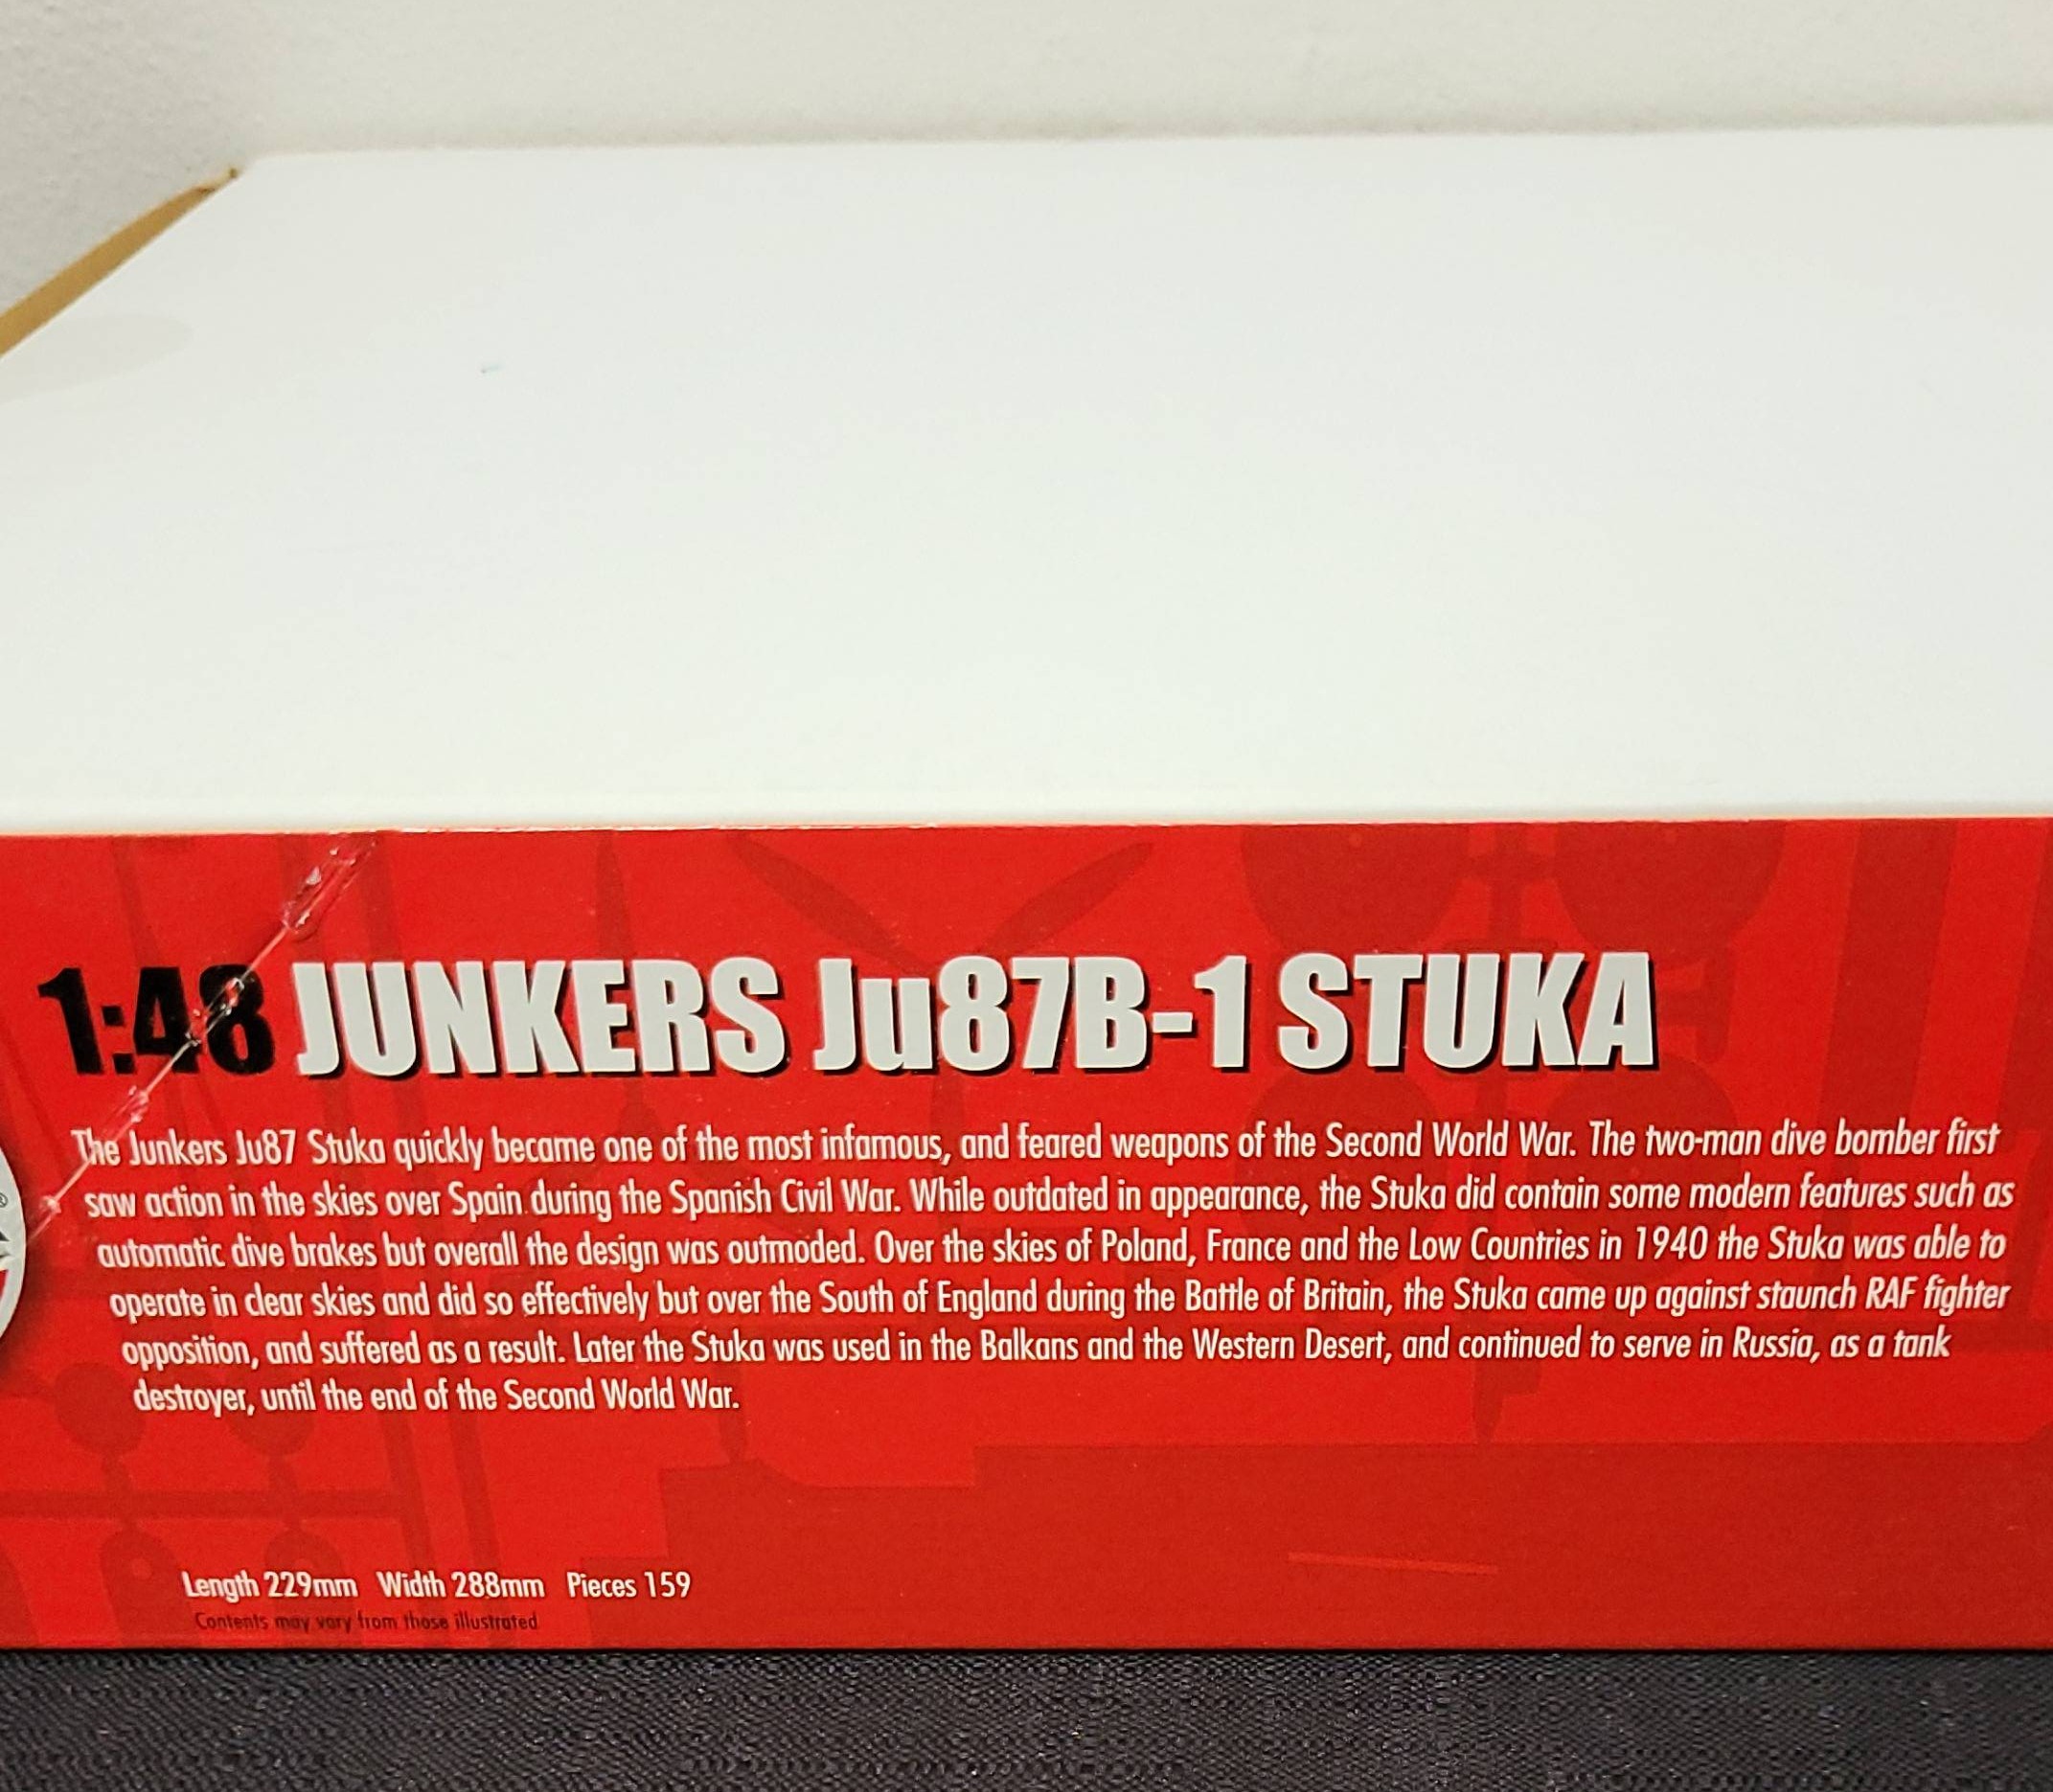 1:48 JUNKERS Ju87B-1 STUKA
The Junkers Ju87 Stuka quickly became one of the most infamous, and feared weapons of the Second World War. The two-man dive bomber first
saw action in the skies over Spain during the Spanish Civil War. While outdated in appearance, the Stuka did contain some modern features such as
automatic dive brakes but overall the design was outmoded. Over the skies of Poland, France and the Low Countries in 1940 the Stuka was able to
operate in clear skies and did so effectively but over the South of England during the Battle of Britain, the Stuka came up against staunch RAF fighter
opposition, and suffered as a result. Later the Stuka was used in the Balkans and the Western Desert, and continued to serve in Russia, as a tank
destroyer, until the end of the Second World War.
Length 229mm Width 288mm Pieces 159
Contents may vary from those illustrated
®